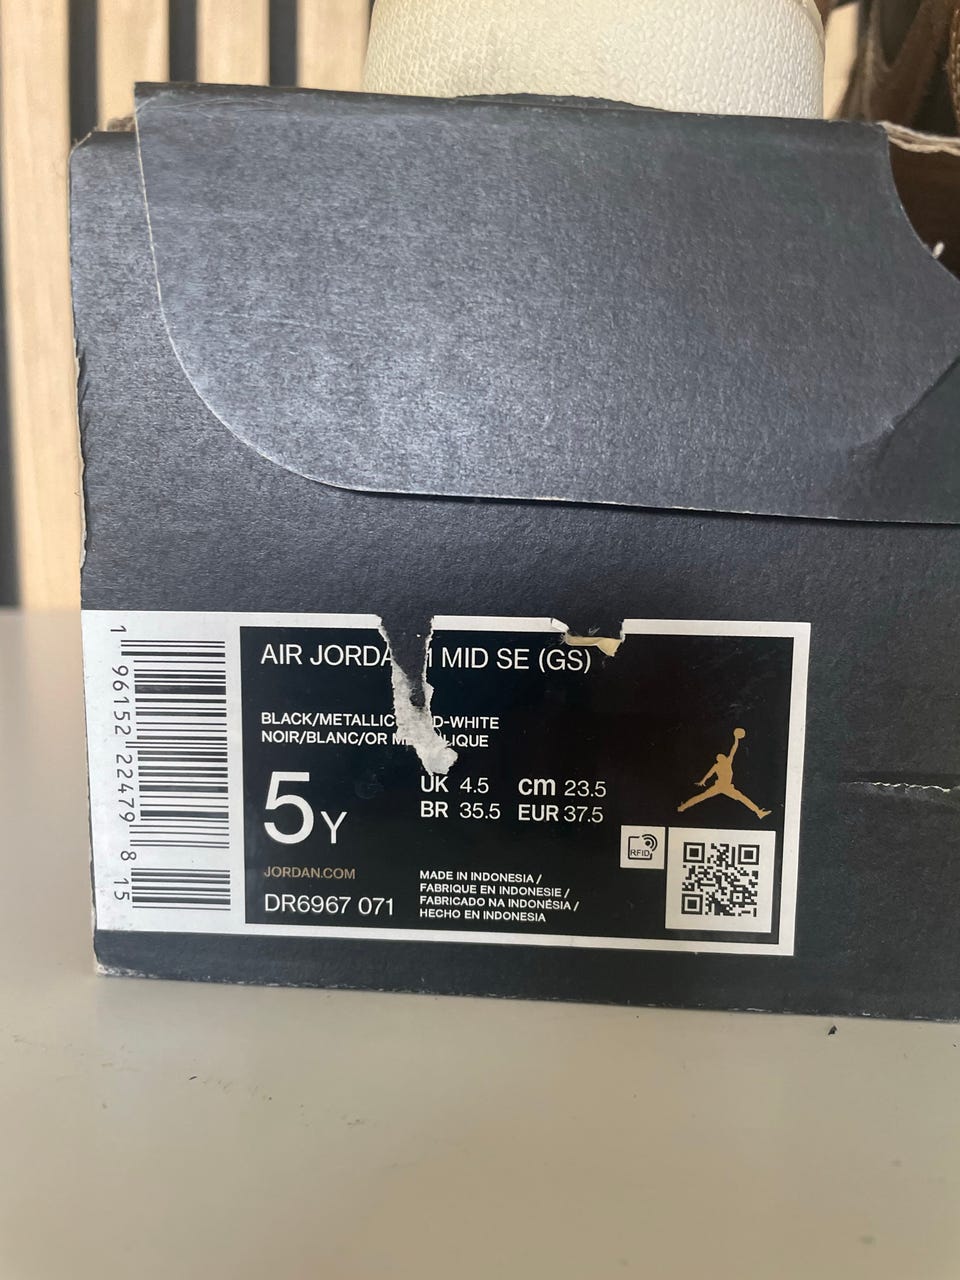 AIR JORDA 1 MID SE (GS)
BLACK/METALLIC D-WHITE
NOIR/BLANC/OR M LIQUE
5Y
UK 4.5 cm 23.5
BR 35.5 EUR 37.5
RFID
JORDAN.COM
DR6967 071
MADE IN INDONESIA /
FABRIQUE EN INDONESIE /
FABRICADO NA INDONÉSIA /
HECHO EN INDONESIA
1 96152 22479 8 15